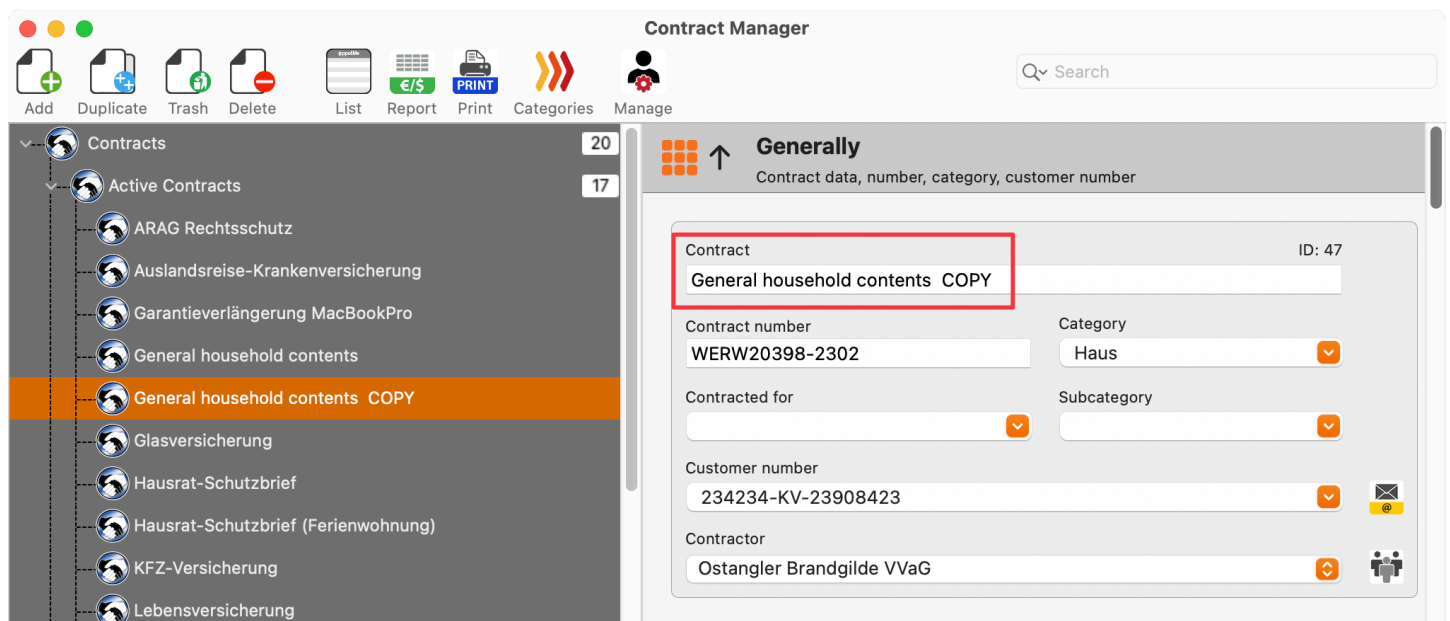 Contract Manager
@ppsIMe
€/$
PRINT
Add Duplicate Trash Delete List Report Print Categories Manage
Search
Contracts 20
Active Contracts 17
ARAG Rechtsschutz
Auslandsreise-Krankenversicherung
Garantieverlängerung MacBookPro
General household contents
General household contents  COPY
Glasversicherung
Hausrat-Schutzbrief
Hausrat-Schutzbrief (Ferienwohnung)
KFZ-Versicherung
Lebensversicherung
Generally
Contract data, number, category, customer number
Contract ID: 47
General household contents  COPY
Contract number Category
WERW20398-2302 Haus
Contracted for Subcategory
Customer number
234234-KV-23908423
@
Contractor
Ostangler Brandgilde VVaG